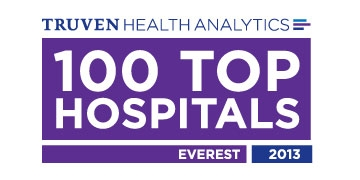 TRUVEN HEALTH ANALYTICS
100 TOP
HOSPITALS
EVEREST 2013